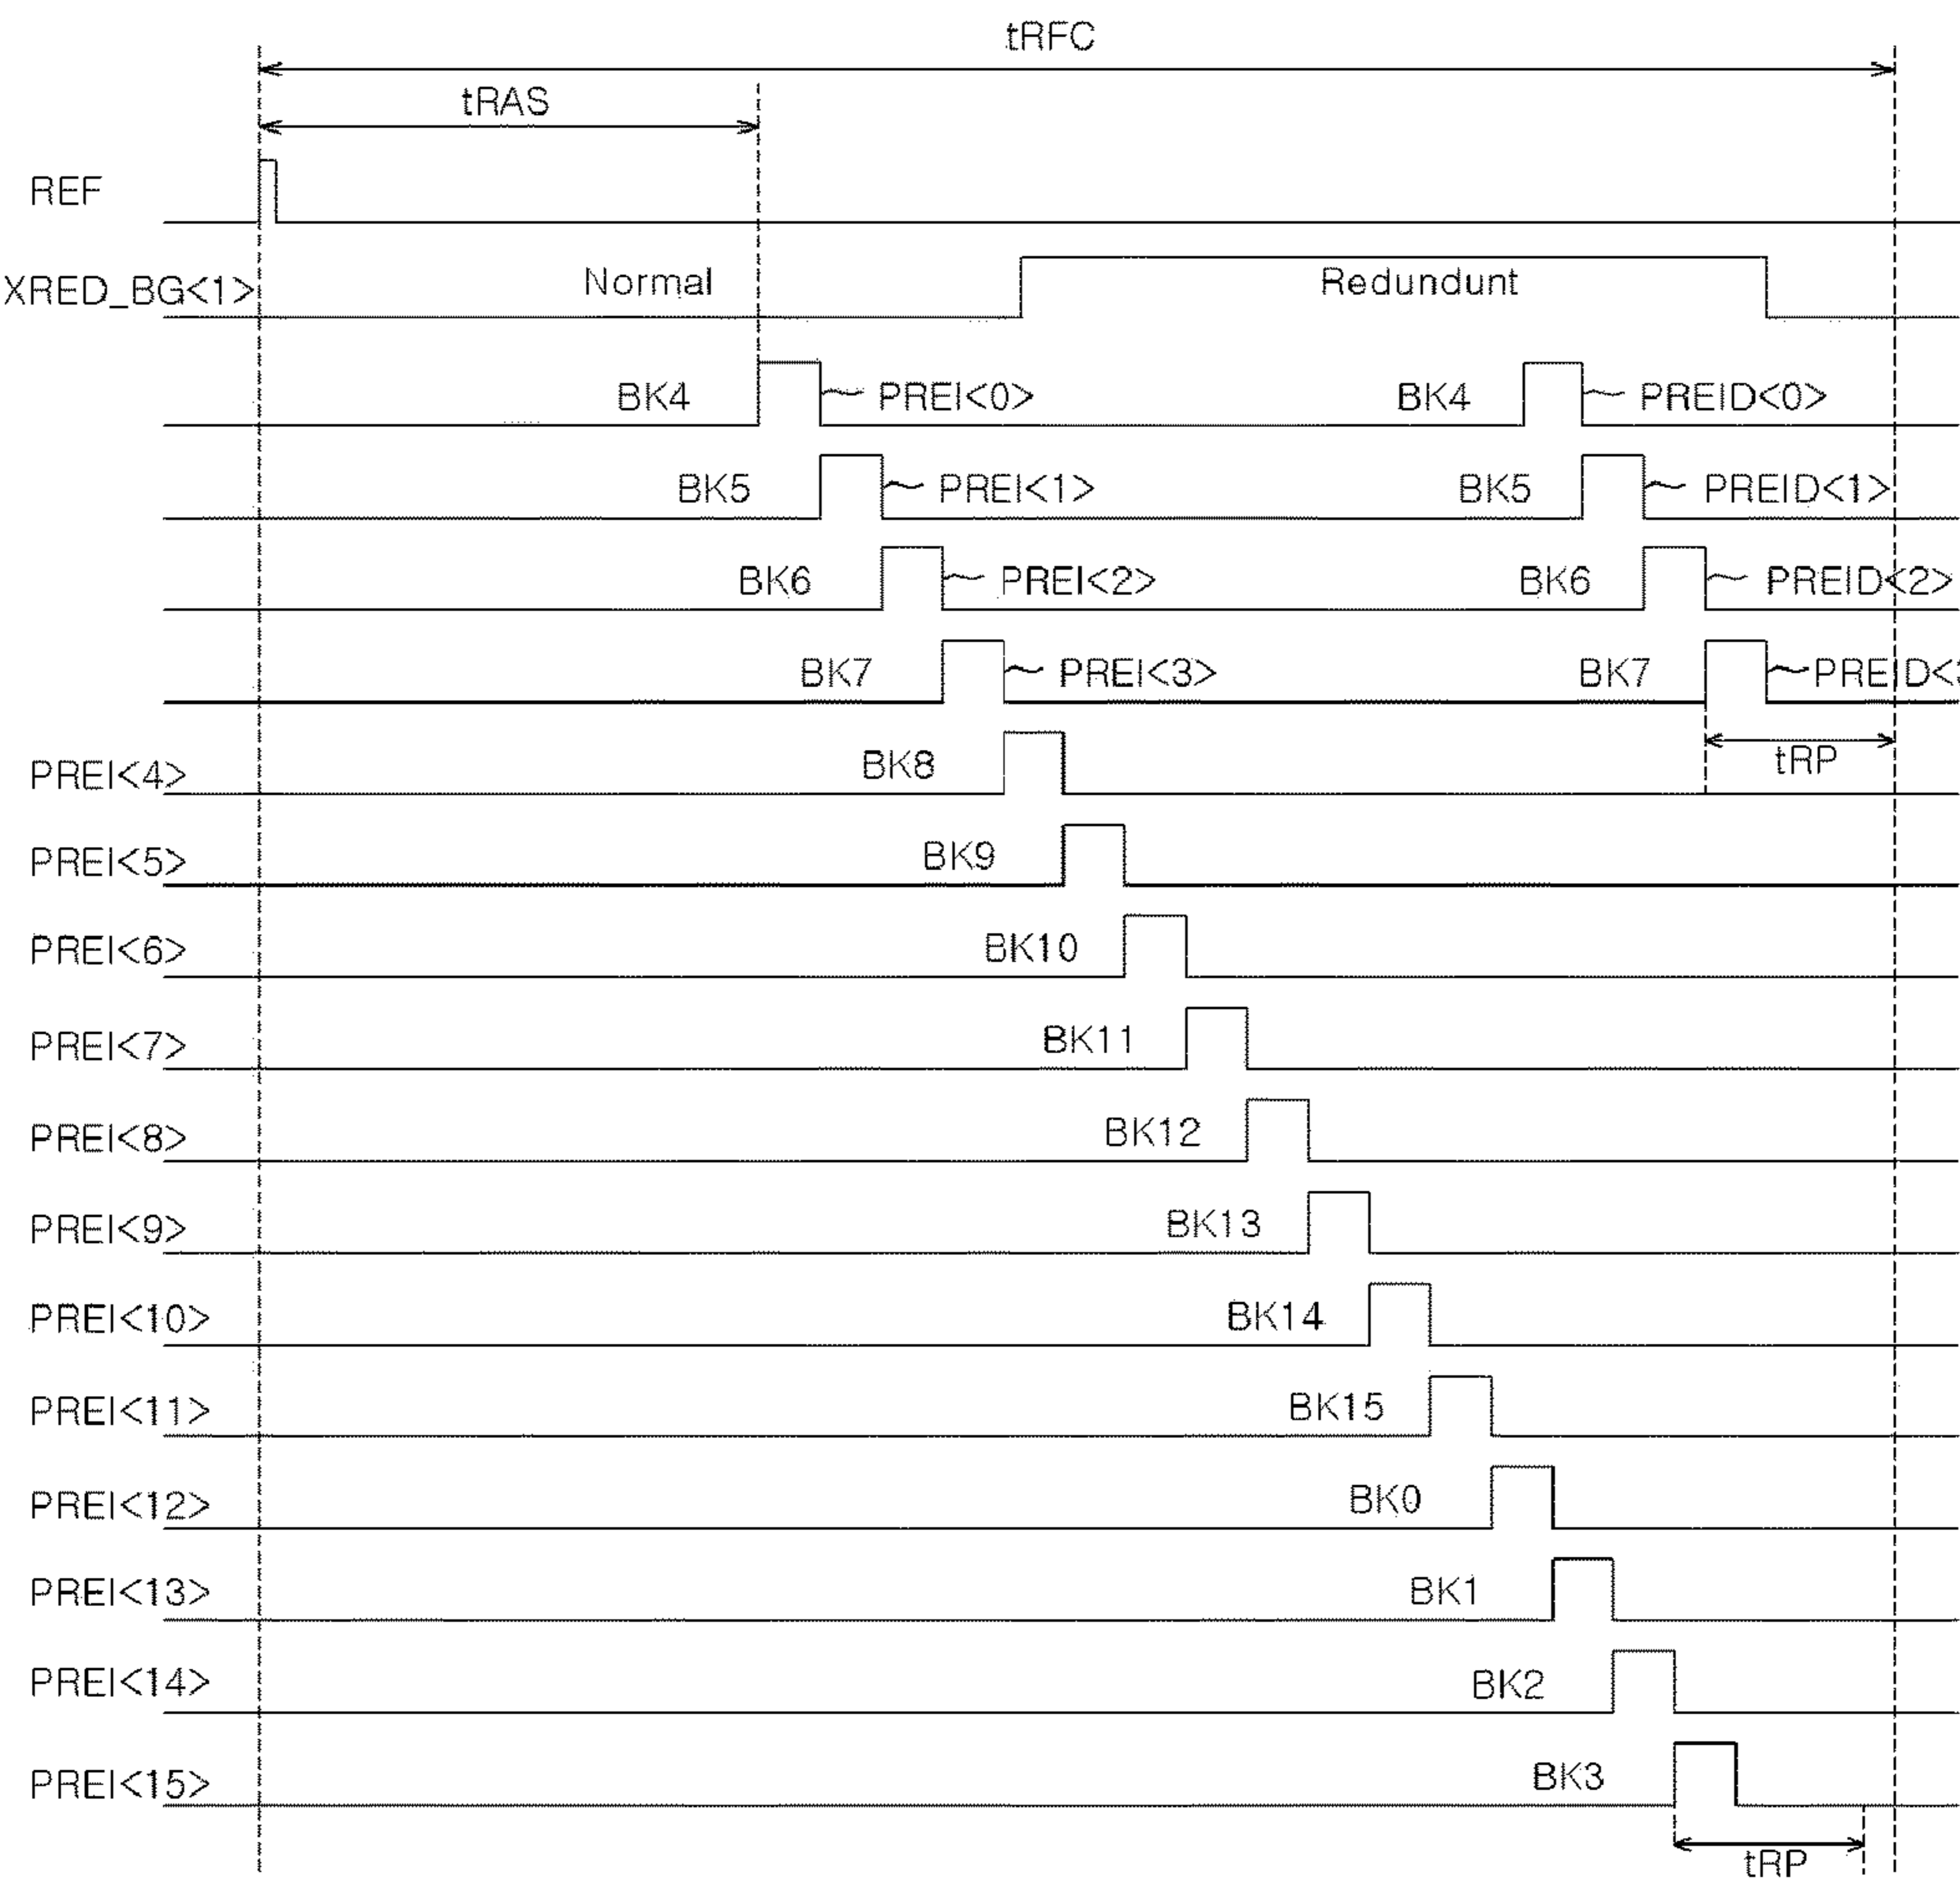 tRFC
tRAS
REF
XRED_BG<1> Normal Redundunt
BK4 PREI<0> BK4 PREID<0>
BK5 PREI<1> BK5 PREID<1>
BK6 PREI<2> BK6 PREID<2>
BK7 PREI<3> BK7 PREID<3
tRP
PREI<4> BK8
PREI<5> BK9
PREI<6> BK10
PREI<7> BK11
PREI<8> BK12
PREI<9> BK13
PREI<10> BK14
PREI<11> BK15
PREI<12> BK0
PREI<13> BK1
PREI<14> BK2
PREI<15> BK3
tRP